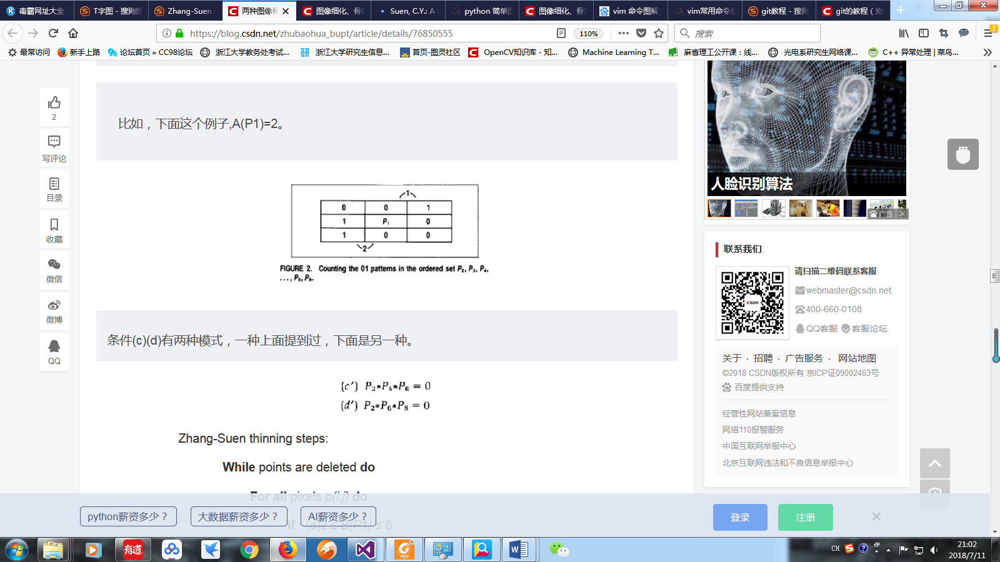 毒霸网址大全
T字图 - 搜狗搜
Zhang-Suen
两种图像骨
图像细化、骨
Suen, C.Y.: A
python 简单
图像细化、骨
vim 命令图解_
vim常用命令总
git教程 - 搜狗
git的教程（完
https://blog.csdn.net/zhubaohua_bupt/article/details/76850555
110%
搜索
最常访问
新手上路
论坛首页 » CC98论坛
浙江大学教务处考试...
浙江大学研究生信息...
首页-图灵社区
OpenCV知识库 - 知...
Machine Learning T...
麻省理工公开课：线...
光电系研究生网络课...
C++ 异常处理 | 菜鸟...
2
写评论
目录
收藏
微信
微博
QQ
比如，下面这个例子,A(P1)=2。
1
0 0 1
1 P₁ 0
1 0 0
2
FIGURE 2. Counting the 01 patterns in the ordered set P₂, P₃, P₄,
..., P₈, P₉.
条件(c)(d)有两种模式，一种上面提到过，下面是另一种。
(c′) P₂*P₄*P₈ = 0
(d′) P₂*P₆*P₈ = 0
Zhang-Suen thinning steps:
While points are deleted do
For all pixels p(i,j) do
if (a)2 ≤ B(P1) ≤ 6
人脸识别算法
广告
联系我们
请扫描二维码联系客服
CSDN
webmaster@csdn.net
400-660-0108
QQ客服 客服论坛
关于 · 招聘 · 广告服务 · 网站地图
©2018 CSDN版权所有 京ICP证09002463号
百度提供支持
经营性网站备案信息
网络110报警服务
中国互联网举报中心
北京互联网违法和不良信息举报中心
python薪资多少？
大数据薪资多少？
AI薪资多少？
登录
注册
有道
PDF
CH
21:02
2018/7/11